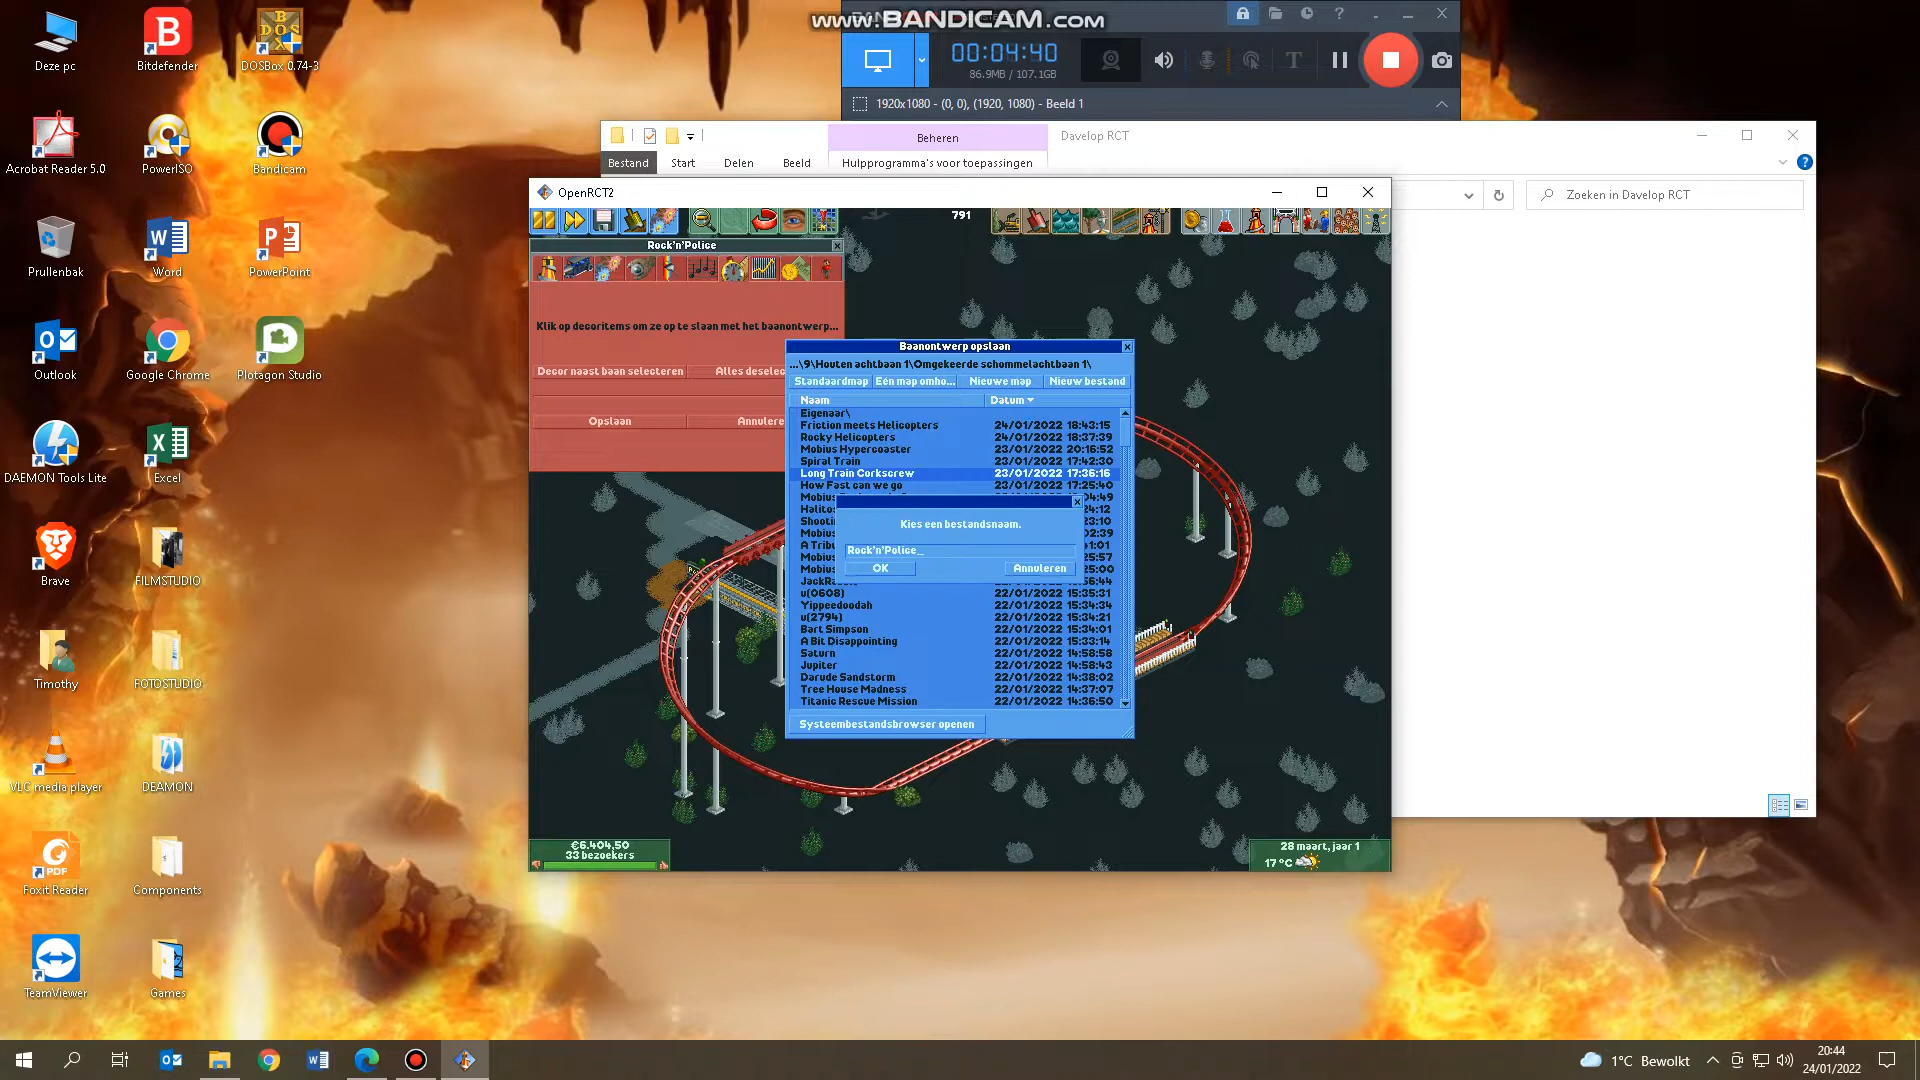 www.BANDICAM.com
00:04:40
86.9MB / 107.1GB
1920x1080 - (0, 0), (1920, 1080) - Beeld 1
Deze pc
Bitdefender
DOSBox 0.74-3
Acrobat Reader 5.0
PowerISO
Bandicam
Prullenbak
Word
PowerPoint
Outlook
Google Chrome
Plotagon Studio
DAEMON Tools Lite
Excel
Brave
FILMSTUDIO
Timothy
FOTOSTUDIO
VLC media player
DEAMON
Foxit Reader
Components
TeamViewer
Games
Beheren
Davelop RCT
Bestand
Start
Delen
Beeld
Hulpprogramma's voor toepassingen
Zoeken in Davelop RCT
OpenRCT2
791
Rock'n'Police
Klik op decoritems om ze op te slaan met het baanontwerp...
Decor naast baan selecteren
Alles deselec
Opslaan
Annulere
Baanontwerp opslaan
...\9\Houten achtbaan 1\Omgekeerde schommelachtbaan 1\
Standaardmap
Eén map omho...
Nieuwe map
Nieuw bestand
Naam
Datum
Eigenaar\
Friction meets Helicopters 24/01/2022 18:43:15
Rocky Helicopters 24/01/2022 18:37:39
Mobius Hypercoaster 23/01/2022 20:16:52
Spiral Train 23/01/2022 17:42:30
Long Train Corkscrew 23/01/2022 17:36:16
How Fast can we go 23/01/2022 17:25:40
Kies een bestandsnaam.
Rock'n'Police_
OK
Annuleren
u(0608) 22/01/2022 15:35:31
Yippeedoodah 22/01/2022 15:34:34
u(2794) 22/01/2022 15:34:21
Bart Simpson 22/01/2022 15:34:01
A Bit Disappointing 22/01/2022 15:33:14
Saturn 22/01/2022 14:58:58
Jupiter 22/01/2022 14:58:43
Darude Sandstorm 22/01/2022 14:38:02
Tree House Madness 22/01/2022 14:37:07
Titanic Rescue Mission 22/01/2022 14:36:50
Systeembestandsbrowser openen
€6.404,50
33 bezoekers
28 maart, jaar 1
17 °C
1°C Bewolkt
20:44
24/01/2022